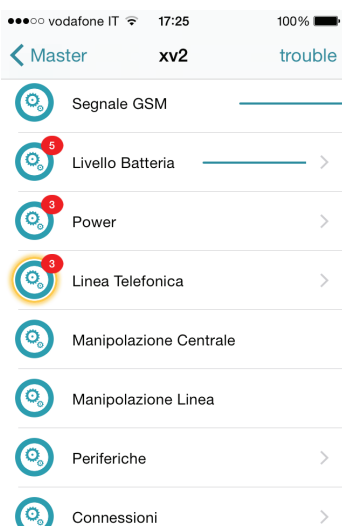 vodafone IT 17:25 100%
Master xv2 trouble
Segnale GSM
5
Livello Batteria
3
Power
3
Linea Telefonica
Manipolazione Centrale
Manipolazione Linea
Periferiche
Connessioni